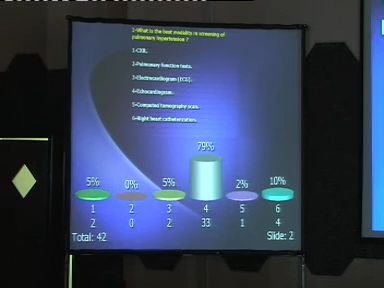 1-What is the best modality in screening of
pulmonary hypertension ?
1-CXR.
2-Pulmonary function tests.
3-Electrocardiogram (ECG).
4-Echocardiogram.
5-Computed tomography scan.
6-Right heart catheterization.
79%
5% 0% 5% 2% 10%
1 2 3 4 5 6
2 0 2 33 1 4
Total: 42 Slide: 2